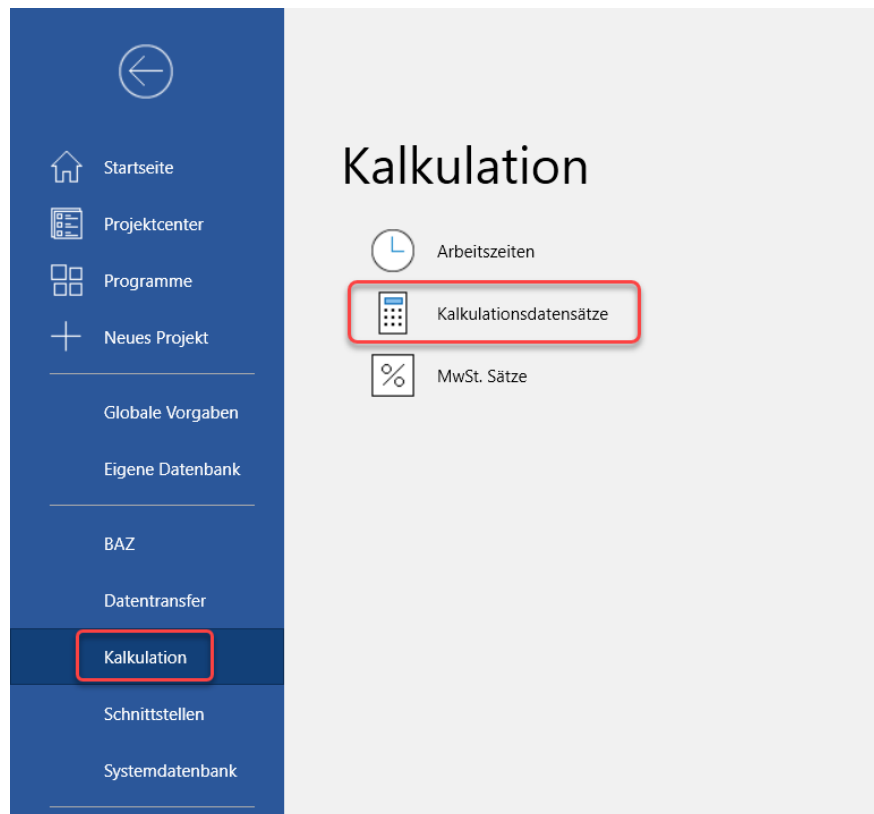 Startseite
Projektcenter
Programme
Neues Projekt
Globale Vorgaben
Eigene Datenbank
BAZ
Datentransfer
Kalkulation
Schnittstellen
Systemdatenbank
Kalkulation
Arbeitszeiten
Kalkulationsdatensätze
% MwSt. Sätze